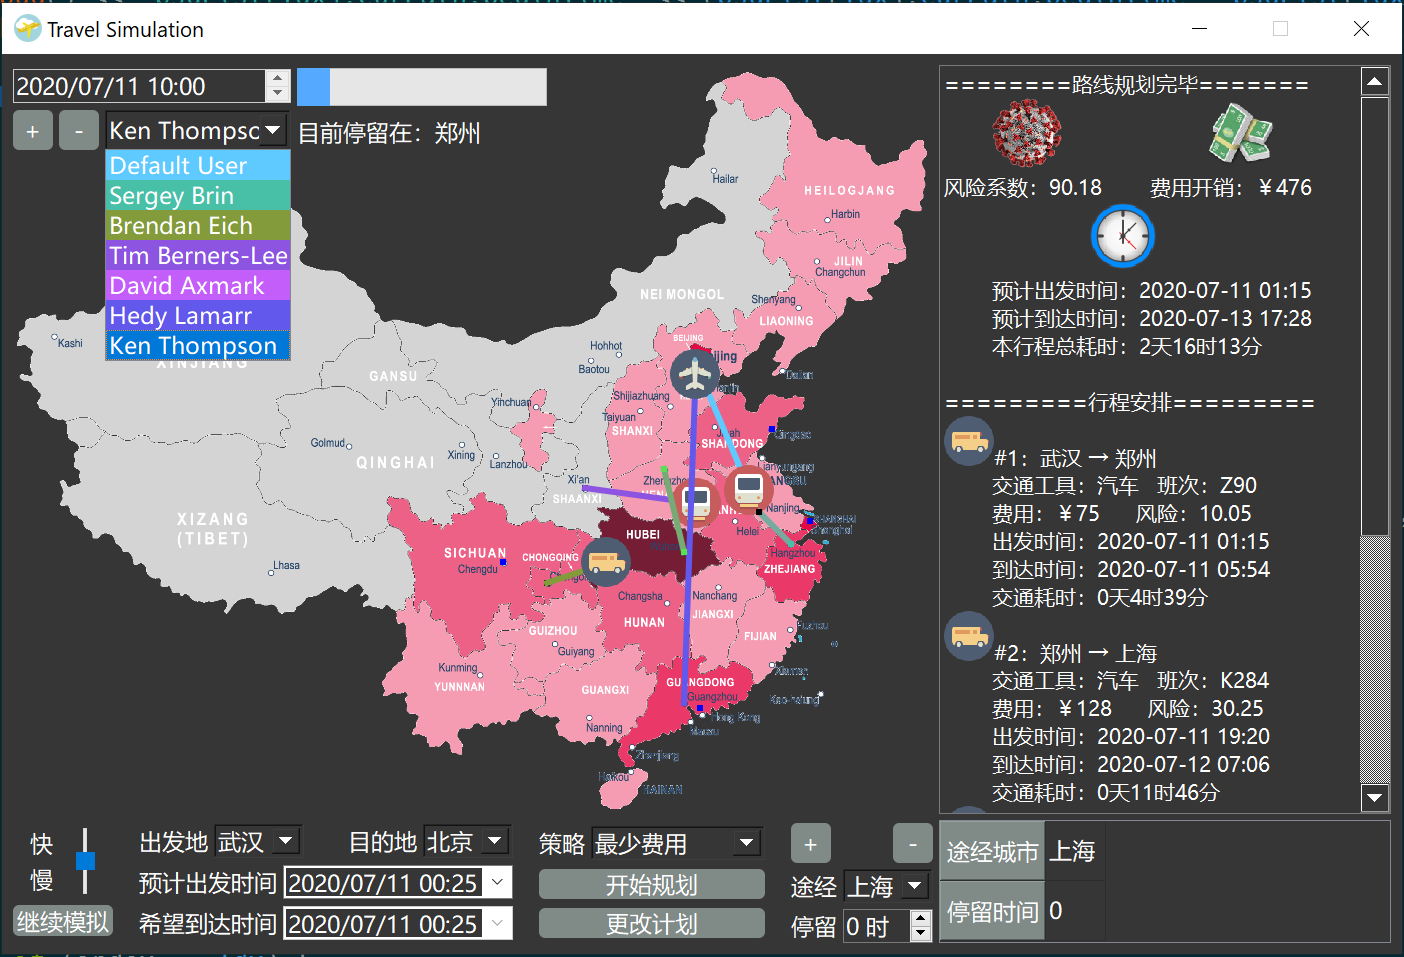 Travel Simulation
2020/07/11 10:00
+
-
Ken Thompsc
目前停留在：郑州
Default User
Sergey Brin
Brendan Eich
Tim Berners-Lee
David Axmark
Hedy Lamarr
Ken Thompson
Hailar
HEILOGJANG
Harbin
JILIN
Changchun
NEI MONGOL
Shenyang
LIAONING
Kashi
XINJIANG
GANSU
Hohhot
Baotou
BEIJING
Dalian
Yinchuan
Shijiazhuang
Taiyuan
SHANXI
SHANDONG
Qingdao
Golmud
QINGHAI
Xining
Lanzhou
Lianyungang
Xi'an
SHAANXI
Nanjing
XIZANG
(TIBET)
HUBEI
Hefei
SHANGHAI
Shanghai
SICHUAN
Chengdu
CHONGQING
Hangzhou
ZHEJIANG
Lhasa
Changsha
Nanchang
HUNAN
JIANGXI
GUIZHOU
Guiyang
FIJIAN
Fuzhou
Kunming
YUNNNAN
GUANGXI
GUANGDONG
Guangzhou
Xiamen
Kao-hsiung
Nanning
Hong Kong
Macau
Zhanjiang
Haikou
HAINAN
========路线规划完毕=======
风险系数：90.18 费用开销：￥476
预计出发时间：2020-07-11 01:15
预计到达时间：2020-07-13 17:28
本行程总耗时：2天16时13分
=========行程安排=========
#1：武汉 → 郑州
交通工具：汽车 班次：Z90
费用：￥75 风险：10.05
出发时间：2020-07-11 01:15
到达时间：2020-07-11 05:54
交通耗时：0天4时39分
#2：郑州 → 上海
交通工具：汽车 班次：K284
费用：￥128 风险：30.25
出发时间：2020-07-11 19:20
到达时间：2020-07-12 07:06
交通耗时：0天11时46分
快
慢
继续模拟
出发地 武汉 目的地 北京
预计出发时间 2020/07/11 00:25
希望到达时间 2020/07/11 00:25
策略 最少费用
开始规划
更改计划
+
-
途经 上海
停留 0 时
途经城市 上海
停留时间 0